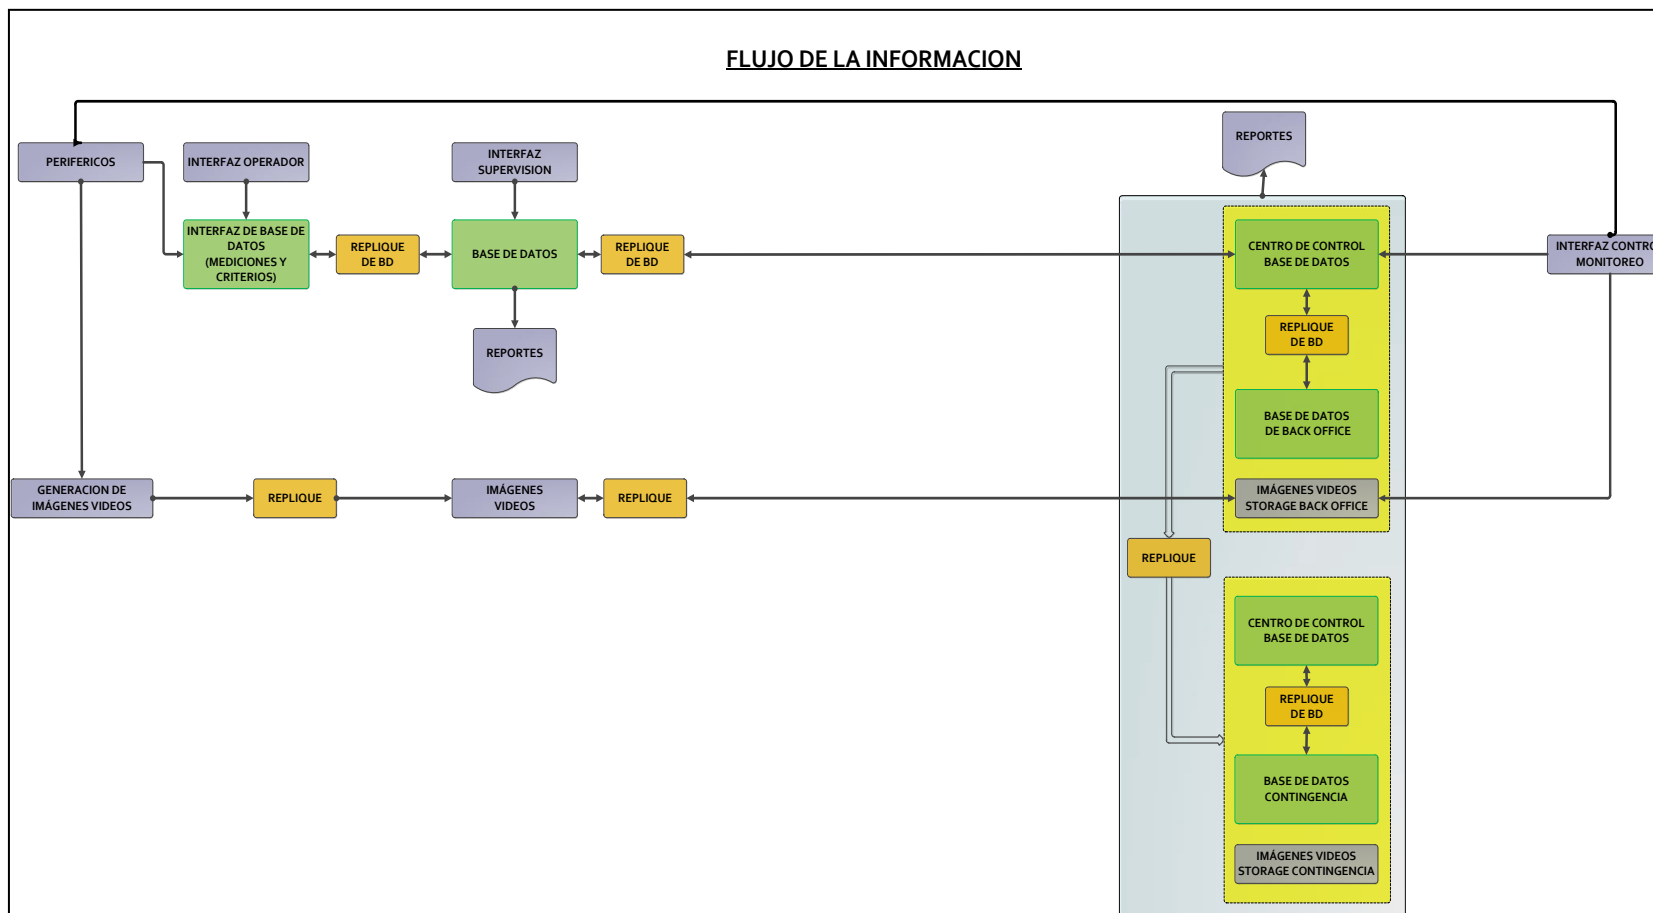 FLUJO DE LA INFORMACION
REPORTES
PERIFERICOS
INTERFAZ OPERADOR
INTERFAZ
SUPERVISION
INTERFAZ DE BASE DE
DATOS
(MEDICIONES Y
CRITERIOS)
REPLIQUE
DE BD
BASE DE DATOS
REPLIQUE
DE BD
CENTRO DE CONTROL
BASE DE DATOS
INTERFAZ CONTRO
MONITOREO
REPLIQUE
DE BD
REPORTES
BASE DE DATOS
DE BACK OFFICE
GENERACION DE
IMÁGENES VIDEOS
REPLIQUE
IMÁGENES
VIDEOS
REPLIQUE
IMÁGENES VIDEOS
STORAGE BACK OFFICE
REPLIQUE
CENTRO DE CONTROL
BASE DE DATOS
REPLIQUE
DE BD
BASE DE DATOS
CONTINGENCIA
IMÁGENES VIDEOS
STORAGE CONTINGENCIA